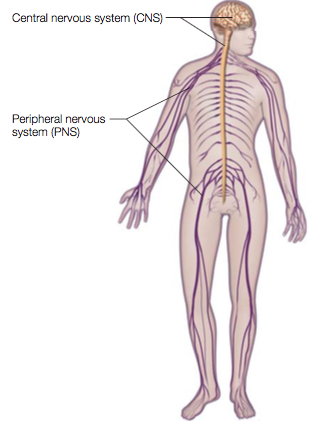 Central nervous system (CNS)
Peripheral nervous
system (PNS)